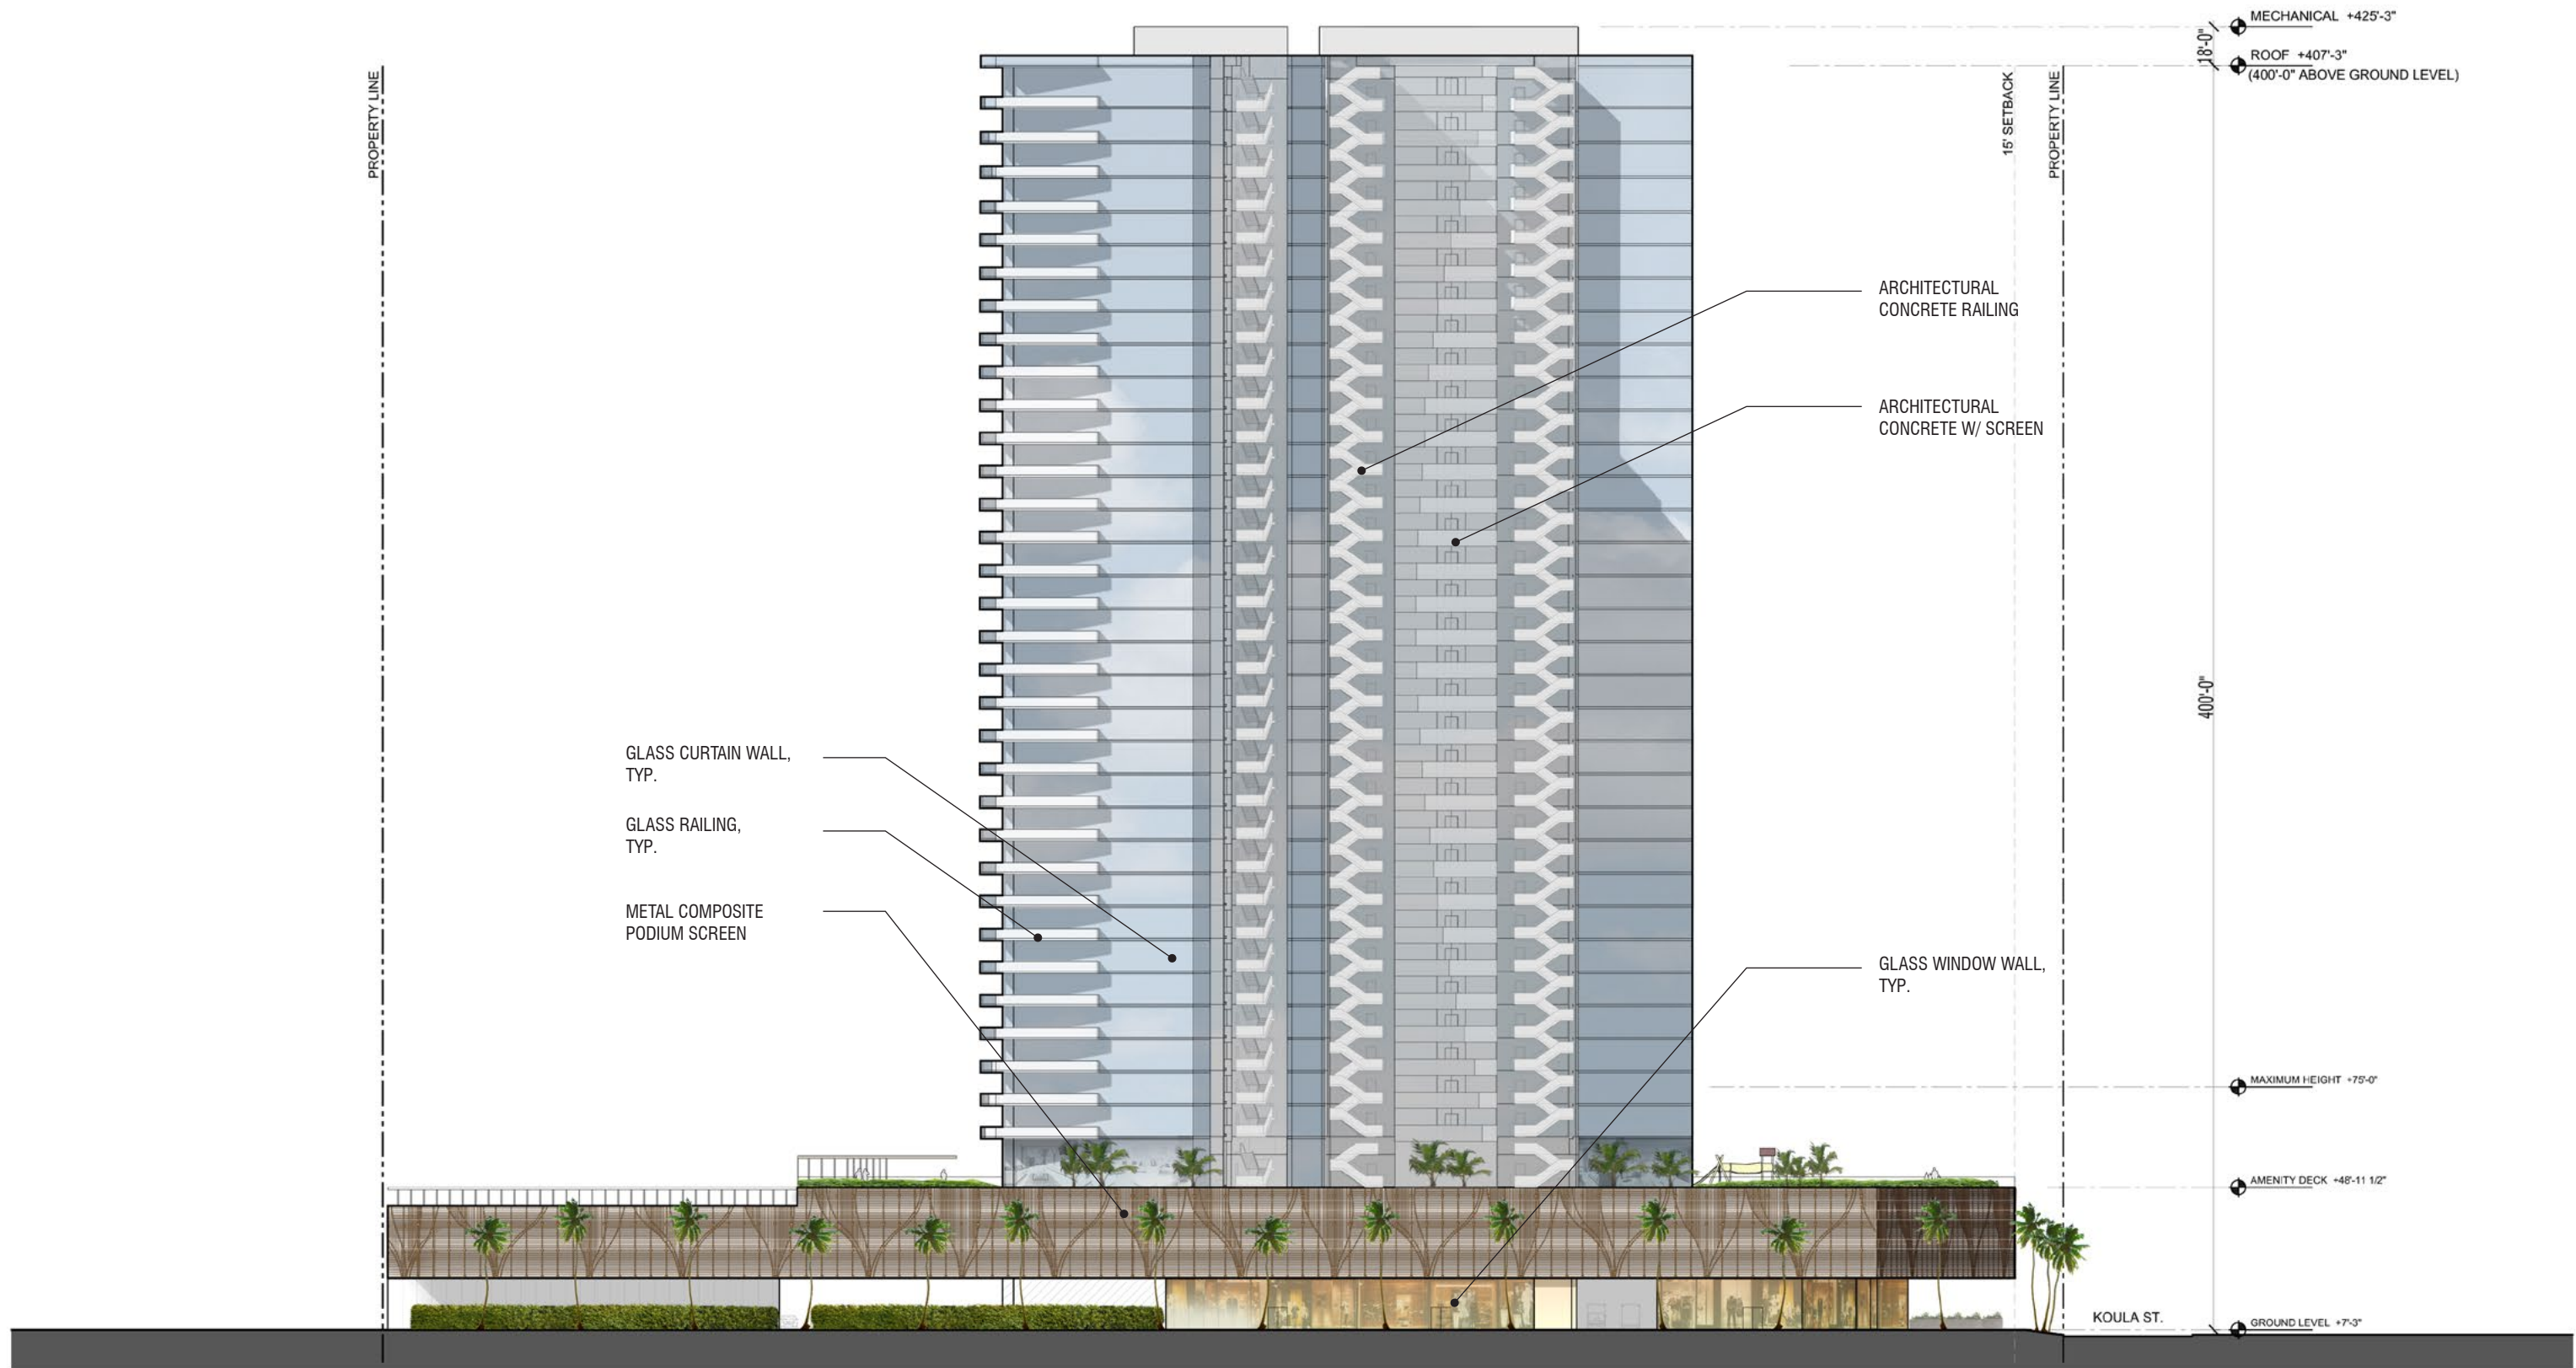 MECHANICAL +425'-3"
18'-0"
ROOF +407'-3"
(400'-0" ABOVE GROUND LEVEL)
PROPERTY LINE
15' SETBACK
PROPERTY LINE
ARCHITECTURAL
CONCRETE RAILING
ARCHITECTURAL
CONCRETE W/ SCREEN
400'-0"
GLASS CURTAIN WALL,
TYP.
GLASS RAILING,
TYP.
METAL COMPOSITE
PODIUM SCREEN
GLASS WINDOW WALL,
TYP.
MAXIMUM HEIGHT +75'-0"
AMENITY DECK +48'-11 1/2"
KOULA ST.
GROUND LEVEL +7'-3"